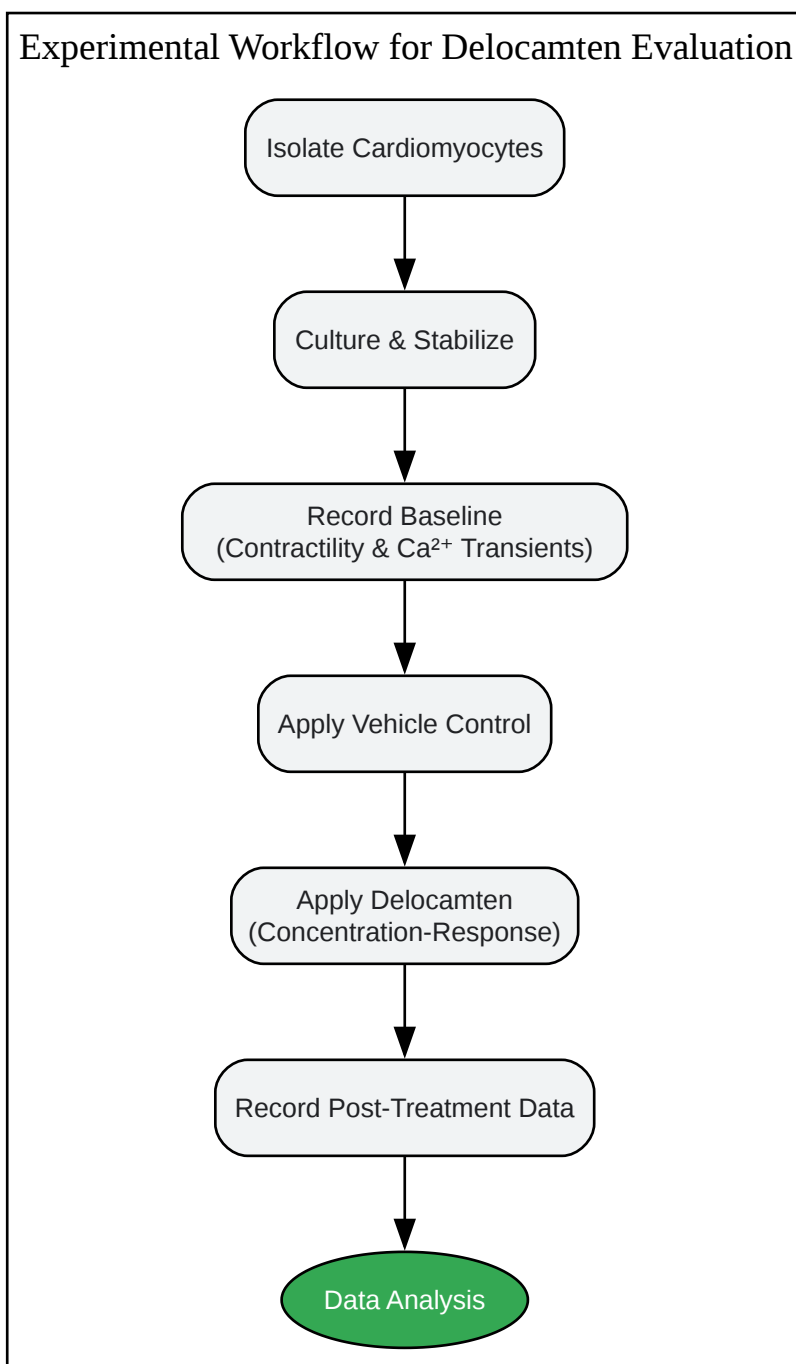 Experimental Workflow for Delocamten Evaluation
Isolate Cardiomyocytes
Culture & Stabilize
Record Baseline
(Contractility & Ca²⁺ Transients)
Apply Vehicle Control
Apply Delocamten
(Concentration-Response)
Record Post-Treatment Data
Data Analysis